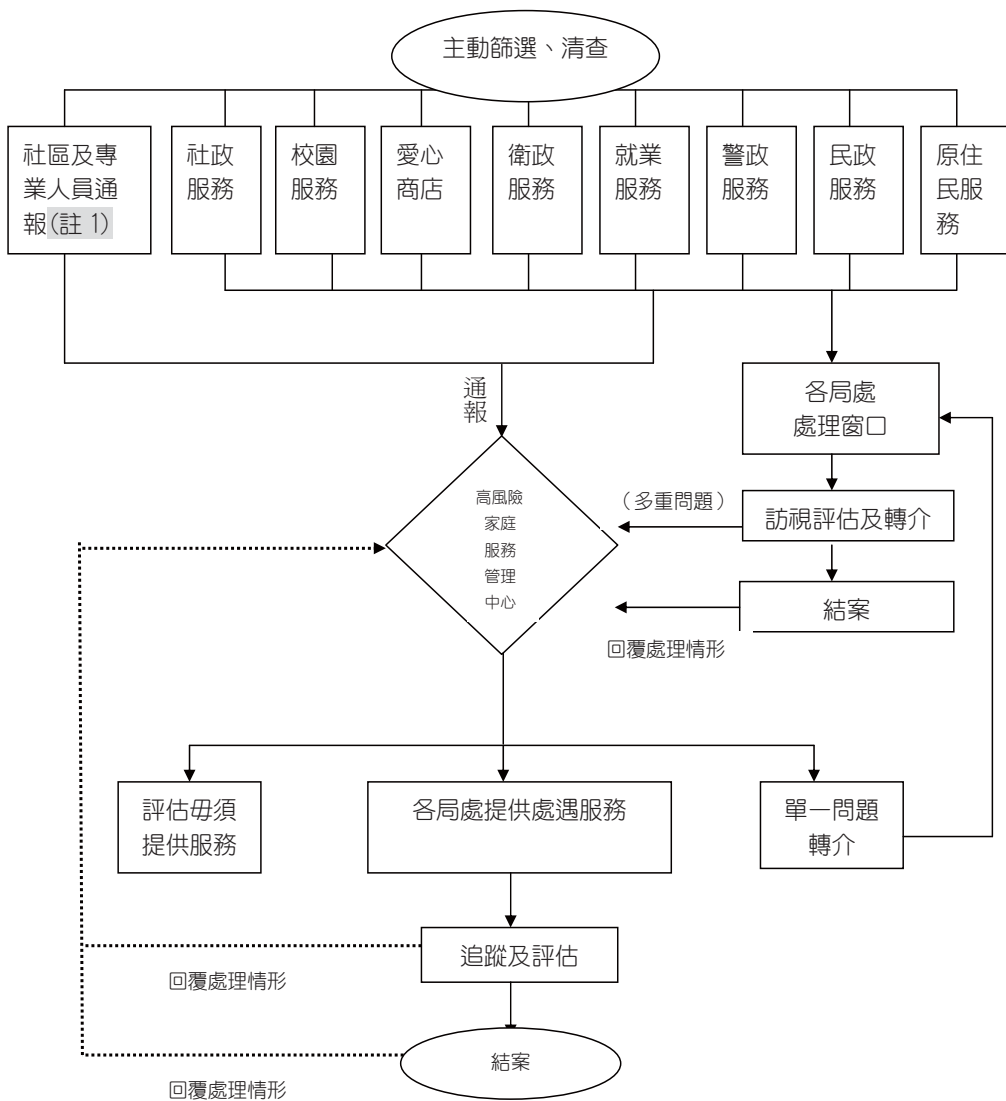 主動篩選、清查
社區及專
業人員通
報(註 1)
社政
服務
校園
服務
愛心
商店
衛政
服務
就業
服務
警政
服務
民政
服務
原住
民服
務
通
報
各局處
處理窗口
高風險
家庭
服務
管理
中心
（多重問題）
訪視評估及轉介
結案
回覆處理情形
評估毋須
提供服務
各局處提供處遇服務
單一問題
轉介
追蹤及評估
回覆處理情形
結案
回覆處理情形